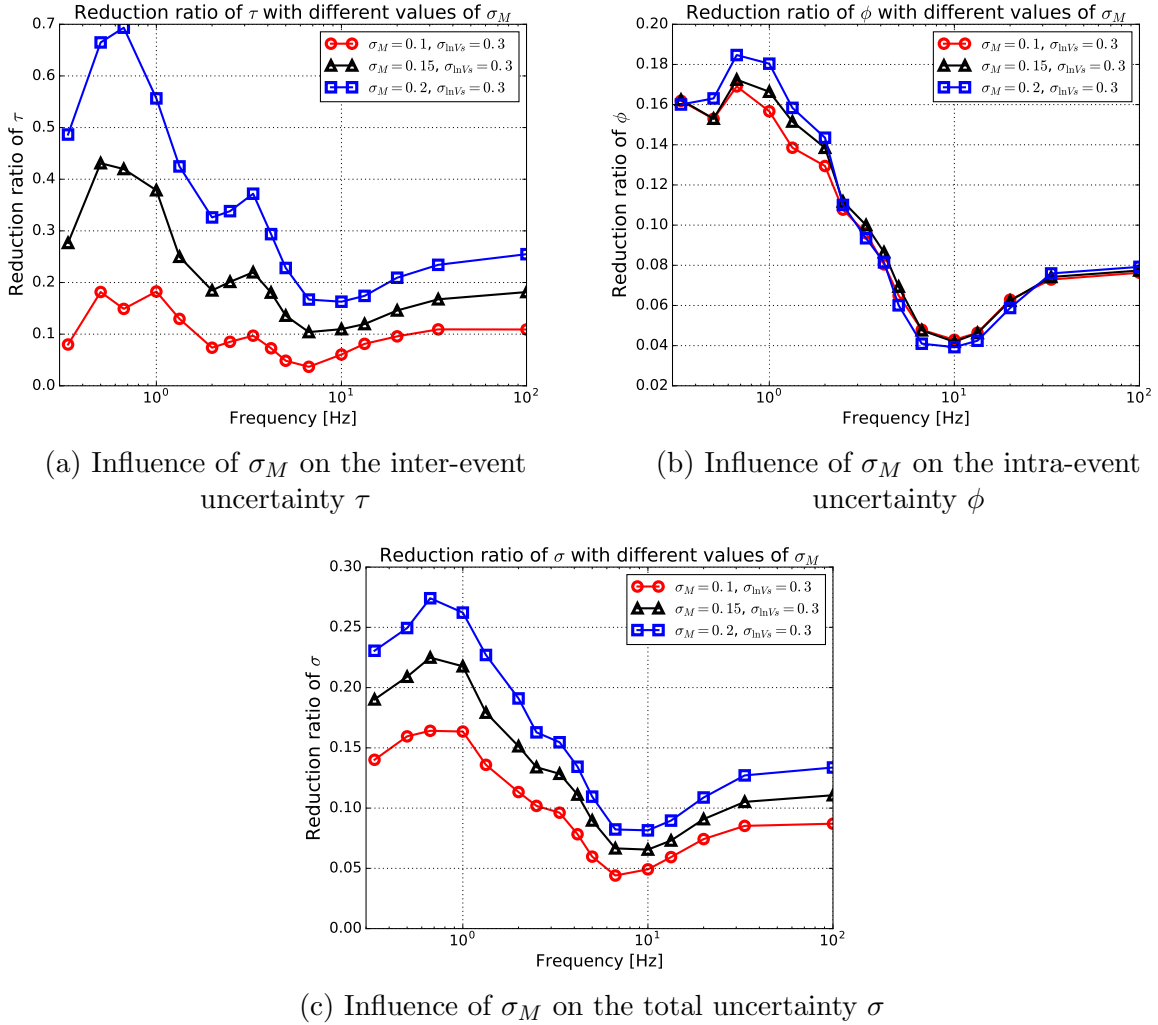 Reduction ratio of τ with different values of σ_M
σ_M = 0.1, σ_lnVs = 0.3
σ_M = 0.15, σ_lnVs = 0.3
σ_M = 0.2, σ_lnVs = 0.3
Reduction ratio of τ
0.7
0.6
0.5
0.4
0.3
0.2
0.1
0.0
10^0 10^1 10^2
Frequency [Hz]
(a) Influence of σ_M on the inter-event
uncertainty τ
Reduction ratio of ϕ with different values of σ_M
σ_M = 0.1, σ_lnVs = 0.3
σ_M = 0.15, σ_lnVs = 0.3
σ_M = 0.2, σ_lnVs = 0.3
Reduction ratio of ϕ
0.20
0.18
0.16
0.14
0.12
0.10
0.08
0.06
0.04
0.02
10^0 10^1 10^2
Frequency [Hz]
(b) Influence of σ_M on the intra-event
uncertainty ϕ
Reduction ratio of σ with different values of σ_M
σ_M = 0.1, σ_lnVs = 0.3
σ_M = 0.15, σ_lnVs = 0.3
σ_M = 0.2, σ_lnVs = 0.3
Reduction ratio of σ
0.30
0.25
0.20
0.15
0.10
0.05
0.00
10^0 10^1 10^2
Frequency [Hz]
(c) Influence of σ_M on the total uncertainty σ